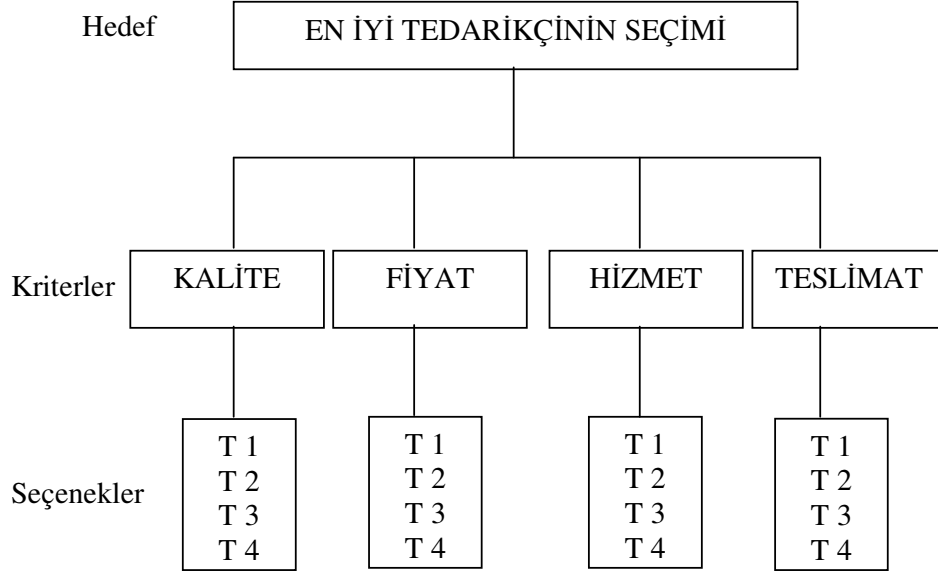 Hedef
EN İYİ TEDARİKÇİNİN SEÇİMİ
Kriterler
KALİTE
FİYAT
HİZMET
TESLİMAT
Seçenekler
T 1
T 2
T 3
T 4
T 1
T 2
T 3
T 4
T 1
T 2
T 3
T 4
T 1
T 2
T 3
T 4